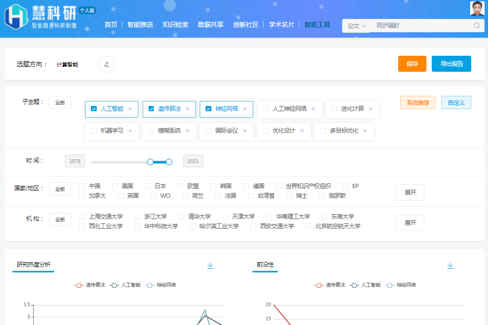 慧科研 个人版
智能随身科研助理
首页 智能推送 知识检索 数据共享 创新社区 学术名片 智能工具 论文 同步辐射
选题方向： 计算智能 保存 导出报告
子主题： 全部 人工智能 × 遗传算法 × 神经网络 × 人工神经网络 × 进化计算 × 系统推荐 自定义
机器学习 × 模糊系统 × 国际会议 × 优化设计 × 多目标优化 ×
时间： 1978 2021
国家/地区： 全部 中国 美国 日本 欧盟 韩国 德国 世界知识产权组织 EP 展开
加拿大 英国 WO 荷兰 法国 台湾省 瑞士 俄罗斯
机构： 全部 上海交通大学 浙江大学 清华大学 天津大学 华南理工大学 东南大学 展开
西北工业大学 华中科技大学 哈尔滨工业大学 西安交通大学 北京航空航天大学
研究热度分析 前沿性
遗传算法 人工智能 神经网络 遗传算法 人工智能 神经网络
3.5 20
3 15